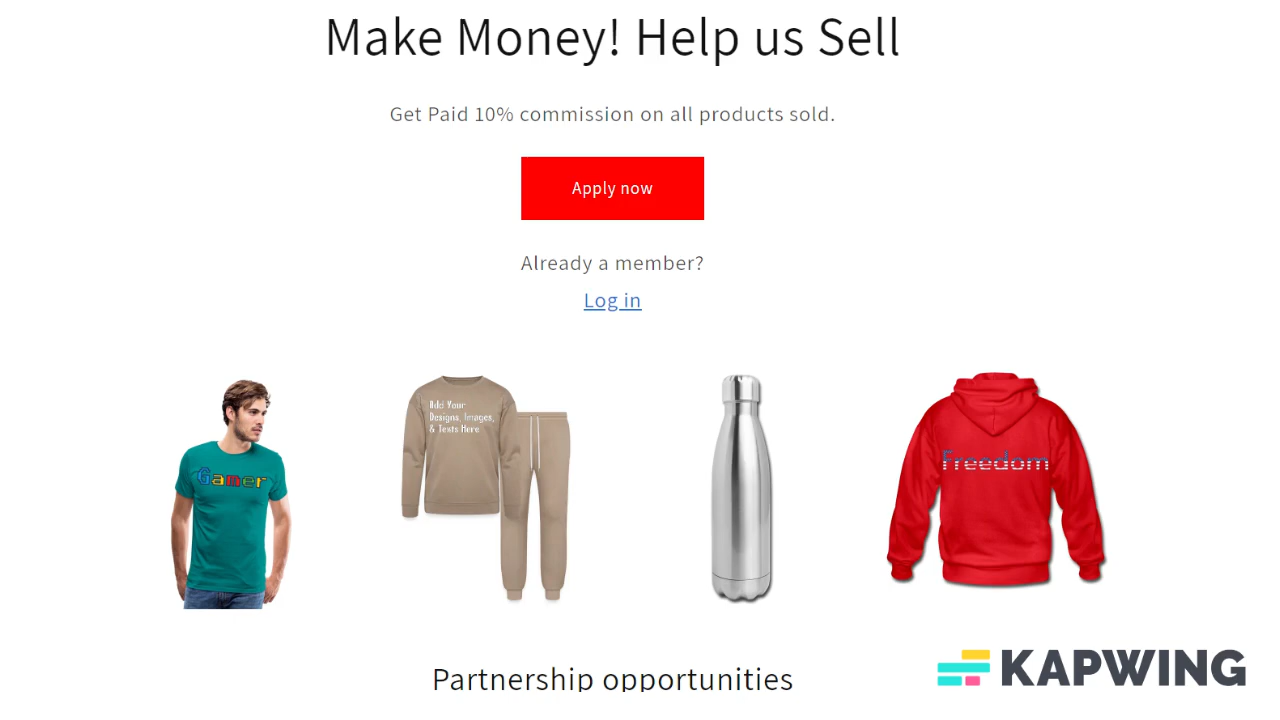 Make Money! Help us Sell
Get Paid 10% commission on all products sold.
Apply now
Already a member?
Log in
Gamer
Add Your
Designs, Images,
& Texts Here
Freedom
Partnership opportunities
KAPWING